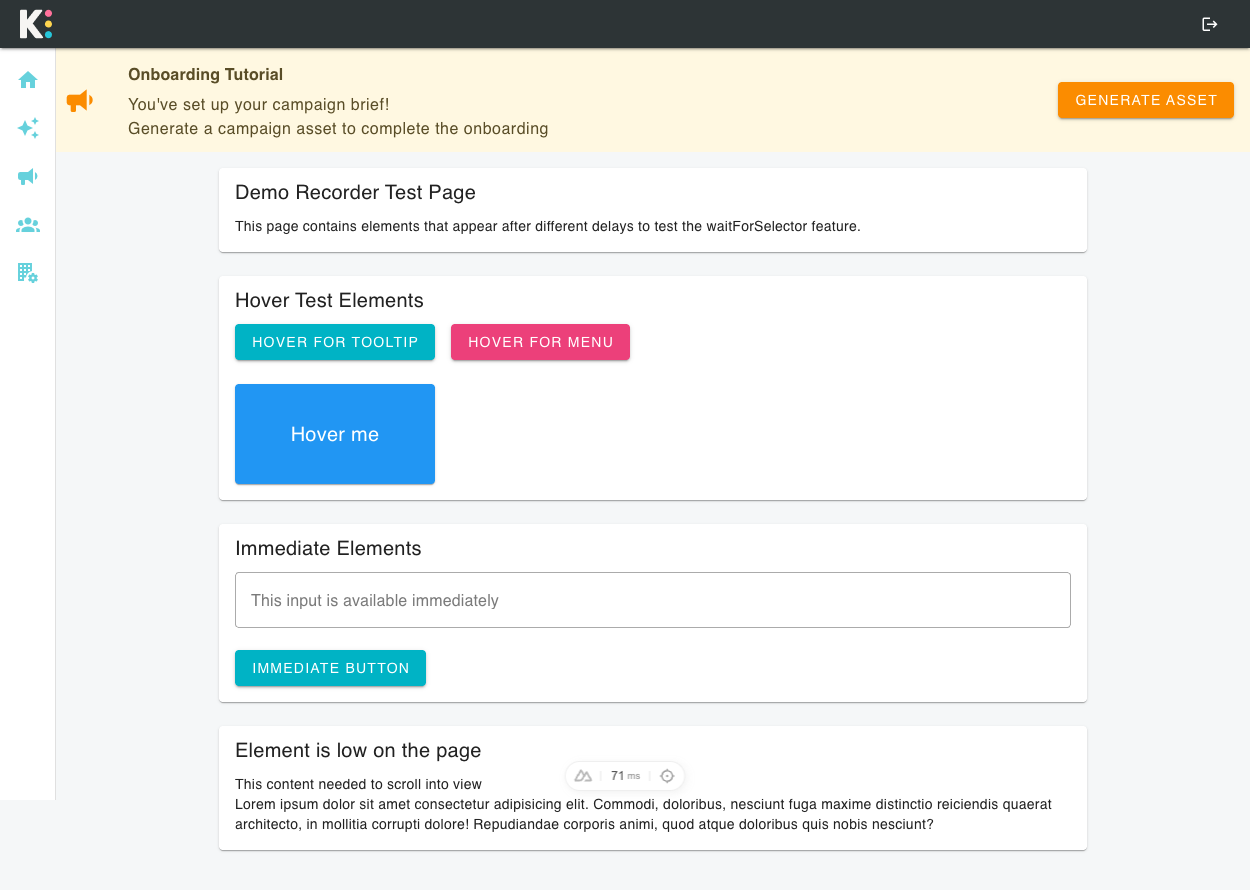 K:
Onboarding Tutorial
You've set up your campaign brief!
Generate a campaign asset to complete the onboarding
GENERATE ASSET
Demo Recorder Test Page
This page contains elements that appear after different delays to test the waitForSelector feature.
Hover Test Elements
HOVER FOR TOOLTIP
HOVER FOR MENU
Hover me
Immediate Elements
This input is available immediately
IMMEDIATE BUTTON
Element is low on the page
This content needed to scroll into view
71 ms
Lorem ipsum dolor sit amet consectetur adipisicing elit. Commodi, doloribus, nesciunt fuga maxime distinctio reiciendis quaerat
architecto, in mollitia corrupti dolore! Repudiandae corporis animi, quod atque doloribus quis nobis nesciunt?